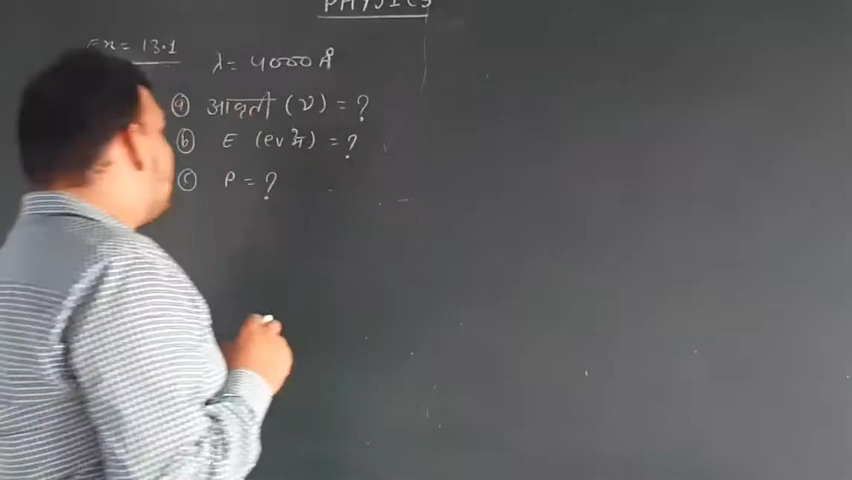 PHYSICS
Ex = 13.1
λ = 4000 Å
(a) आवृत्ती (ν) = ?
(b) E (ev में) = ?
(c) P = ?